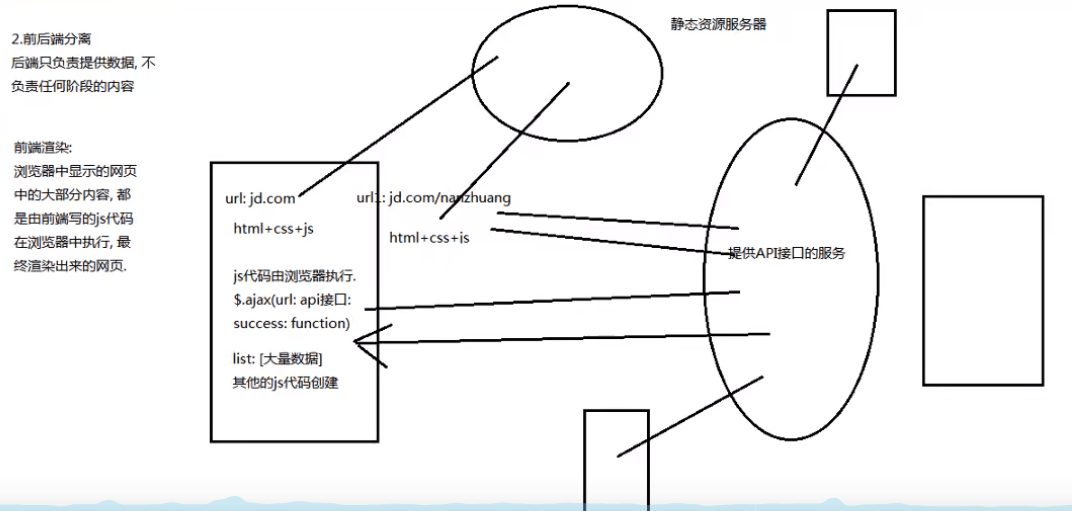 2.前后端分离
后端只负责提供数据, 不
负责任何阶段的内容
前端渲染:
浏览器中显示的网页
中的大部分内容, 都
是由前端写的js代码
在浏览器中执行, 最
终渲染出来的网页.
静态资源服务器
url: jd.com
html+css+js
url1: jd.com/nanzhuang
html+css+js
js代码由浏览器执行.
$.ajax(url: api接口:
success: function)
list: [大量数据]
其他的js代码创建
提供API接口的服务